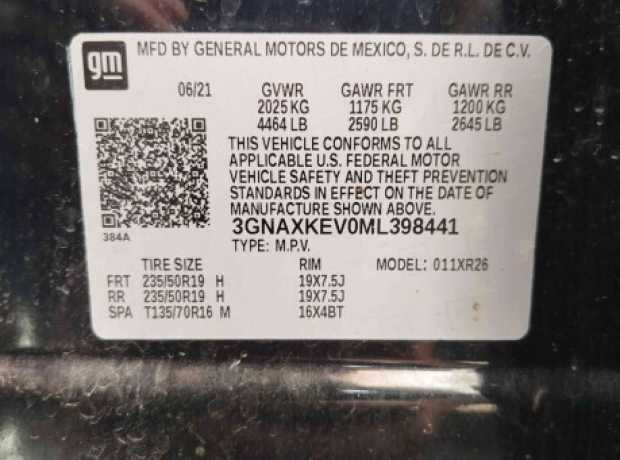 gm
MFD BY GENERAL MOTORS DE MEXICO, S. DE R.L. DE C.V.
06/21 GVWR GAWR FRT GAWR RR
2025 KG 1175 KG 1200 KG
4464 LB 2590 LB 2645 LB
THIS VEHICLE CONFORMS TO ALL
APPLICABLE U.S. FEDERAL MOTOR
VEHICLE SAFETY AND THEFT PREVENTION
STANDARDS IN EFFECT ON THE DATE OF
MANUFACTURE SHOWN ABOVE.
384A
3GNAXKEV0ML398441
TYPE: M.P.V.
TIRE SIZE RIM MODEL: 011XR26
FRT 235/50R19 H 19X7.5J
RR 235/50R19 H 19X7.5J
SPA T135/70R16 M 16X4BT